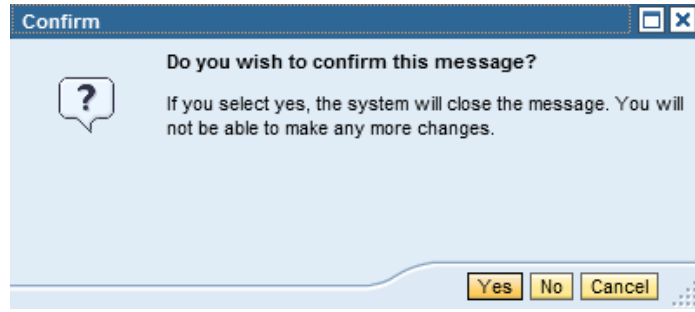 Confirm
Do you wish to confirm this message?
?
If you select yes, the system will close the message. You will
not be able to make any more changes.
Yes No Cancel